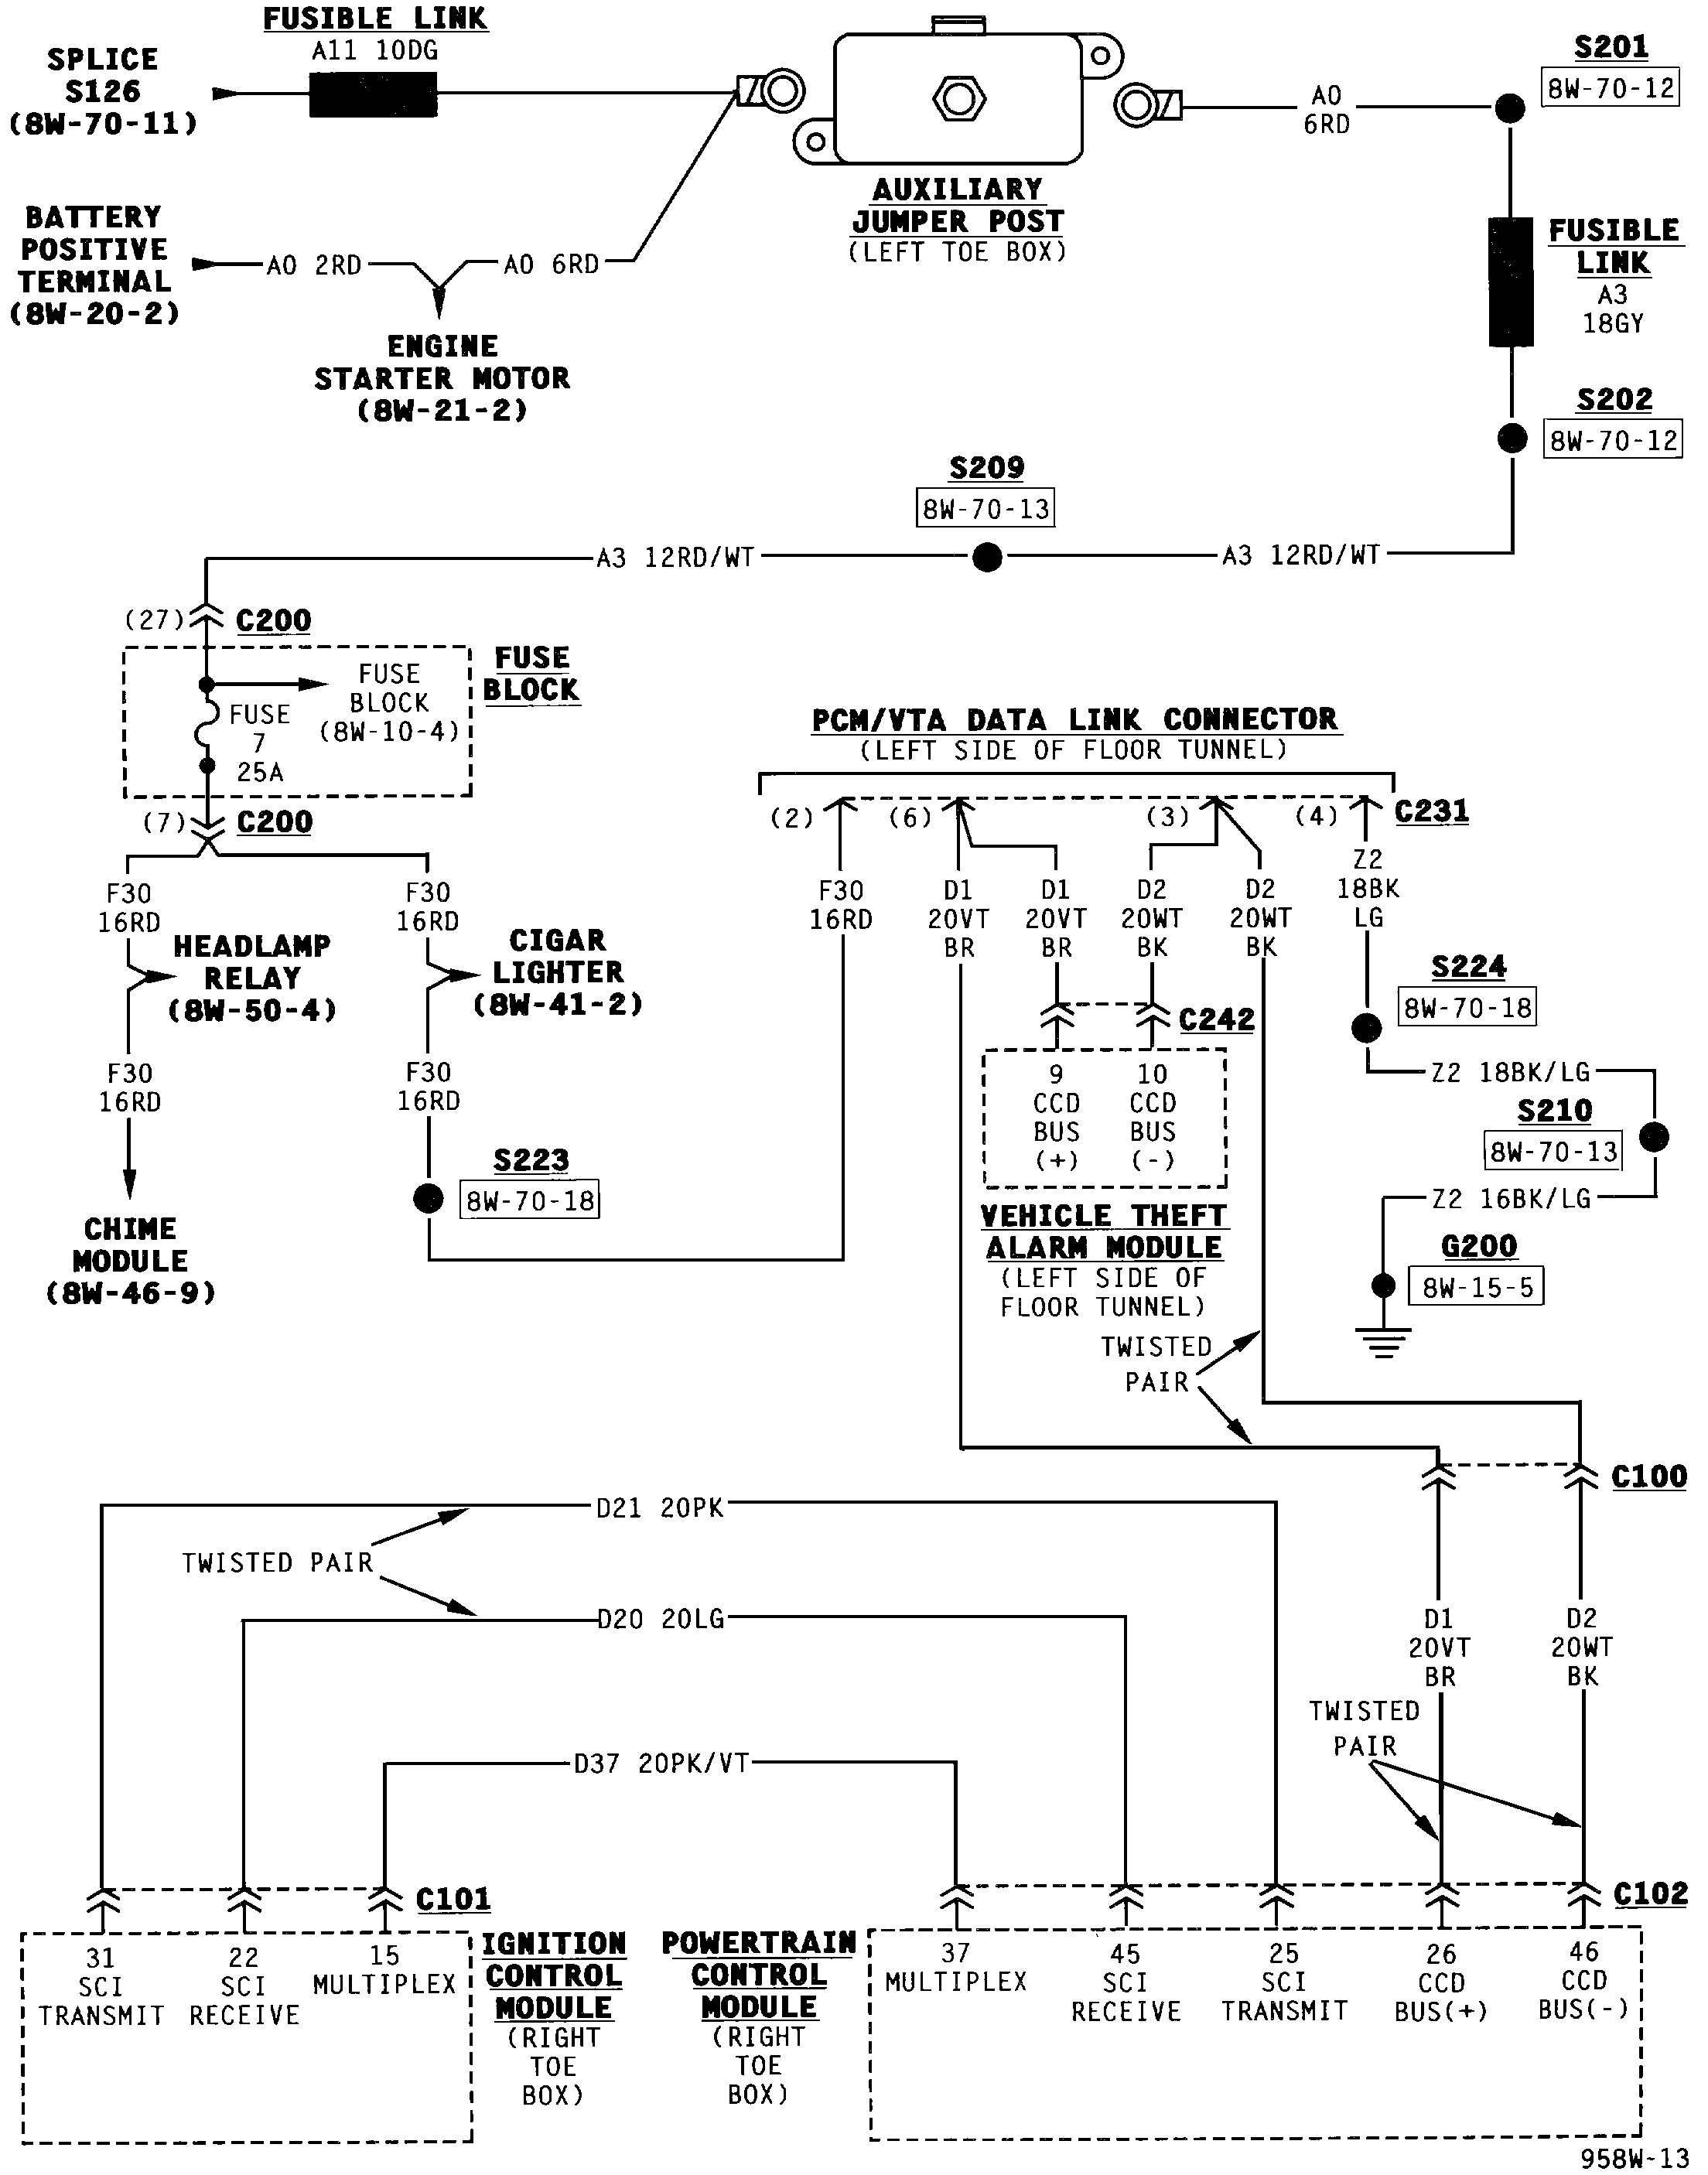 FUSIBLE LINK
A11 10DG
SPLICE
S126
(8W-70-11)
S201
8W-70-12
A0
6RD
AUXILIARY
JUMPER POST
(LEFT TOE BOX)
BATTERY
POSITIVE
TERMINAL
(8W-20-2)
A0 2RD
A0 6RD
FUSIBLE
LINK
A3
18GY
ENGINE
STARTER MOTOR
(8W-21-2)
S202
8W-70-12
S209
8W-70-13
A3 12RD/WT
A3 12RD/WT
(27)
C200
FUSE
BLOCK
FUSE
BLOCK
(8W-10-4)
FUSE
7
25A
(7)
C200
PCM/VTA DATA LINK CONNECTOR
(LEFT SIDE OF FLOOR TUNNEL)
(2)
(6)
(3)
(4)
C231
F30
16RD
F30
16RD
F30
16RD
D1
20VT
BR
D1
20VT
BR
D2
20WT
BK
D2
20WT
BK
Z2
18BK
LG
HEADLAMP
RELAY
(8W-50-4)
CIGAR
LIGHTER
(8W-41-2)
S224
8W-70-18
C242
F30
16RD
F30
16RD
9
CCD
BUS
(+)
10
CCD
BUS
(-)
Z2 18BK/LG
S210
8W-70-13
S223
8W-70-18
Z2 16BK/LG
CHIME
MODULE
(8W-46-9)
VEHICLE THEFT
ALARM MODULE
(LEFT SIDE OF
FLOOR TUNNEL)
G200
8W-15-5
TWISTED
PAIR
C100
D21 20PK
TWISTED PAIR
D20 20LG
D1
20VT
BR
D2
20WT
BK
TWISTED
PAIR
D37 20PK/VT
C101
C102
31
SCI
TRANSMIT
22
SCI
RECEIVE
15
MULTIPLEX
IGNITION
CONTROL
MODULE
(RIGHT
TOE
BOX)
POWERTRAIN
CONTROL
MODULE
(RIGHT
TOE
BOX)
37
MULTIPLEX
45
SCI
RECEIVE
25
SCI
TRANSMIT
26
CCD
BUS(+)
46
CCD
BUS(-)
958W-13